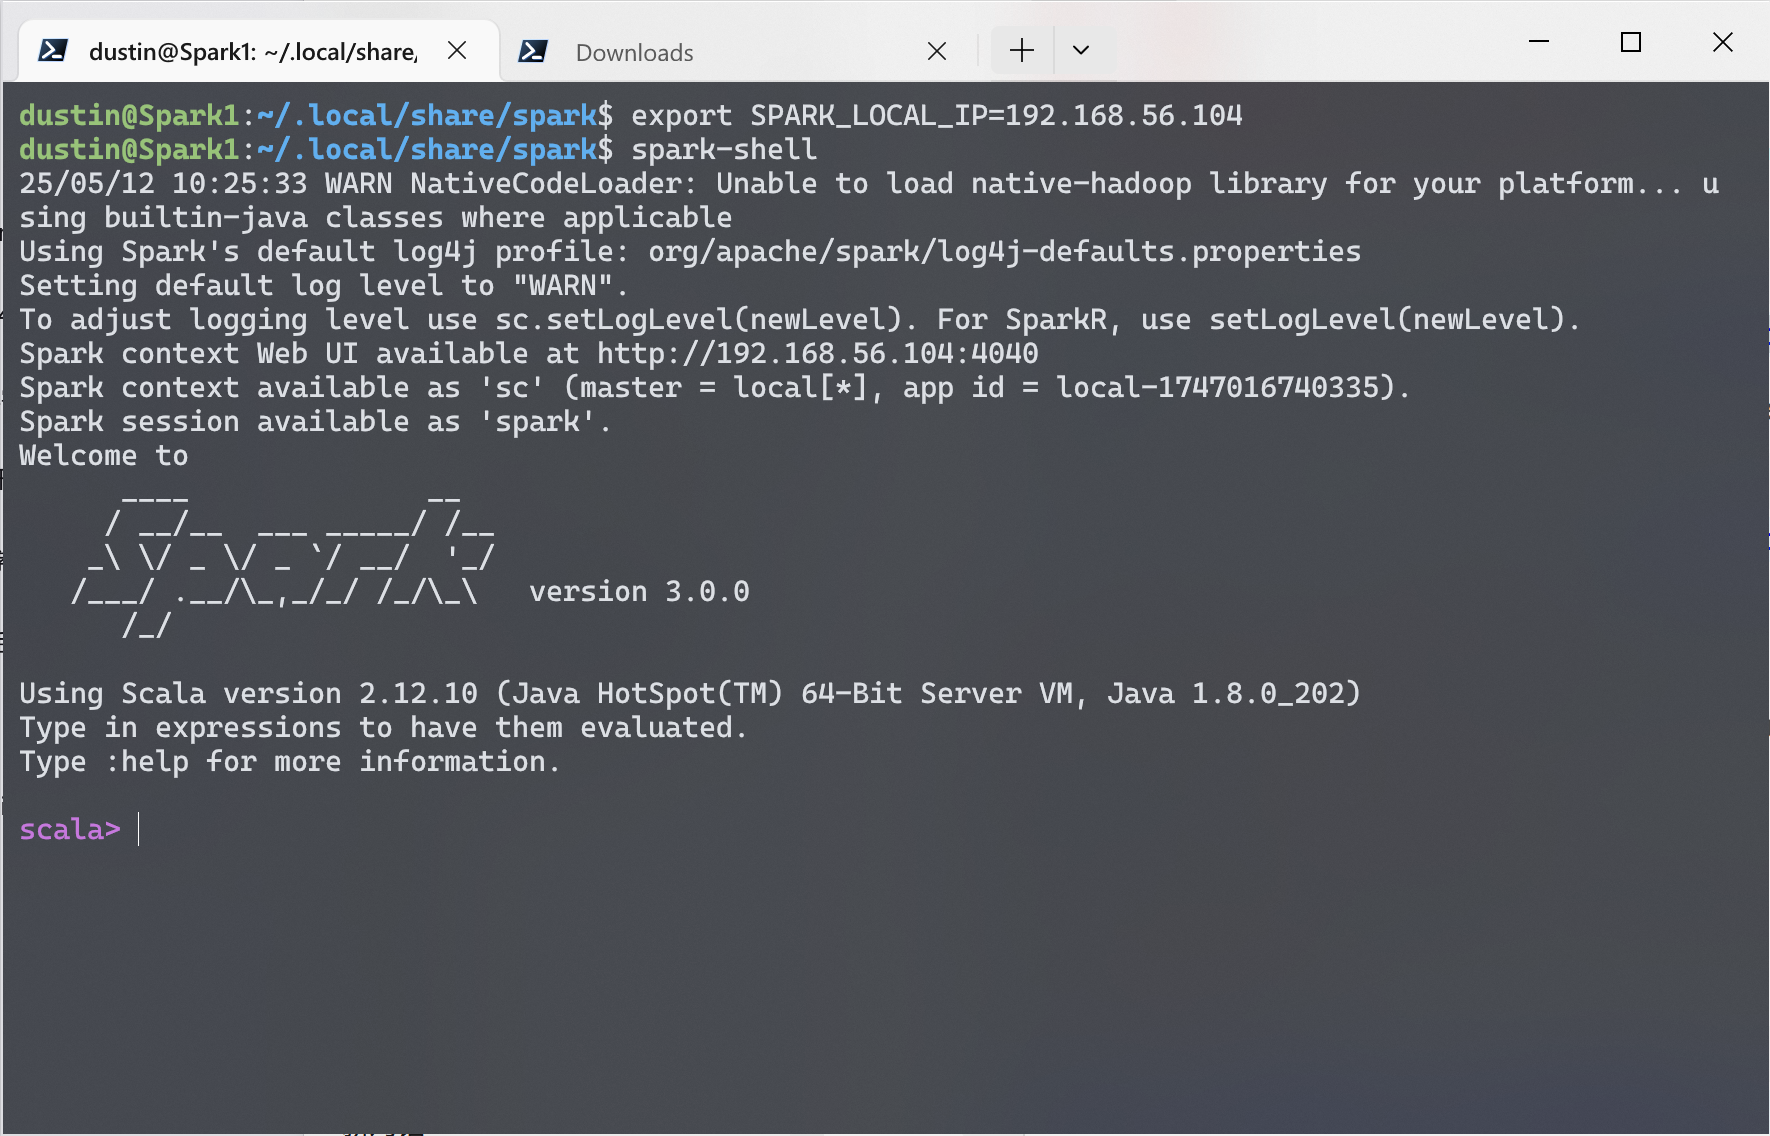 dustin@Spark1: ~/.local/share,
Downloads
dustin@Spark1:~/.local/share/spark$ export SPARK_LOCAL_IP=192.168.56.104
dustin@Spark1:~/.local/share/spark$ spark-shell
25/05/12 10:25:33 WARN NativeCodeLoader: Unable to load native-hadoop library for your platform... u
sing builtin-java classes where applicable
Using Spark's default log4j profile: org/apache/spark/log4j-defaults.properties
Setting default log level to "WARN".
To adjust logging level use sc.setLogLevel(newLevel). For SparkR, use setLogLevel(newLevel).
Spark context Web UI available at http://192.168.56.104:4040
Spark context available as 'sc' (master = local[*], app id = local-1747016740335).
Spark session available as 'spark'.
Welcome to
      ____              __
     / __/__  ___ _____/ /__
    _\ \/ _ \/ _ `/ __/  '_/
   /___/ .__/\_,_/_/ /_/\_\   version 3.0.0
      /_/
Using Scala version 2.12.10 (Java HotSpot(TM) 64-Bit Server VM, Java 1.8.0_202)
Type in expressions to have them evaluated.
Type :help for more information.
scala>